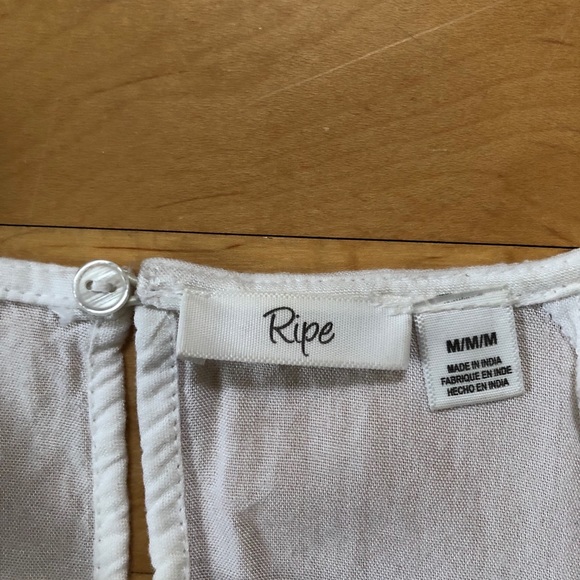 Ripe
M/M/M
MADE IN INDIA
FABRIQUE EN INDE
HECHO EN INDIA